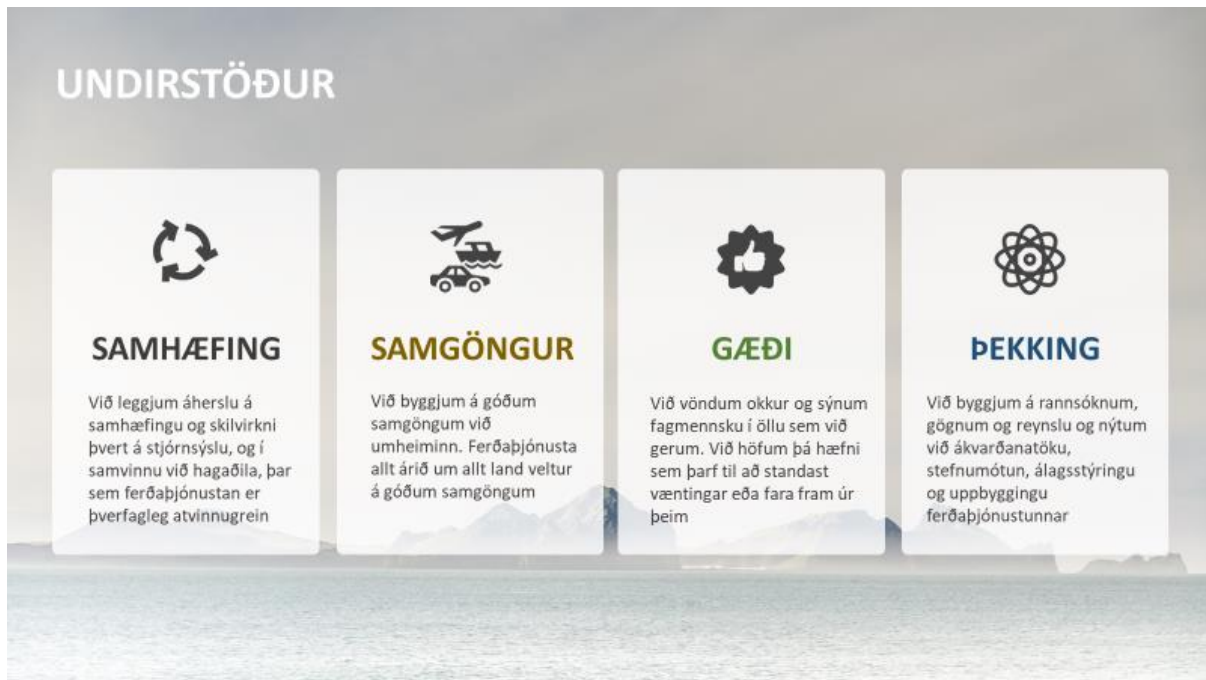 UNDIRSTÖÐUR
SAMHÆFING
Við leggjum áherslu á
samhæfingu og skilvirkni
þvert á stjórnsýslu, og í
samvinnu við hagaðila, þar
sem ferðaþjónustan er
þverfagleg atvinnugrein
SAMGÖNGUR
Við byggjum á góðum
samgöngum við
umheiminn. Ferðaþjónusta
allt árið um allt land veltur
á góðum samgöngum
GÆÐI
Við vöndum okkur og sýnum
fagmennsku í öllu sem við
gerum. Við höfum þá hæfni
sem þarf til að standast
væntingar eða fara fram úr
þeim
ÞEKKING
Við byggjum á rannsóknum,
gögnum og reynslu og nýtum
við ákvarðanatöku,
stefnumótun, álagsstýringu
og uppbyggingu
ferðaþjónustunnar